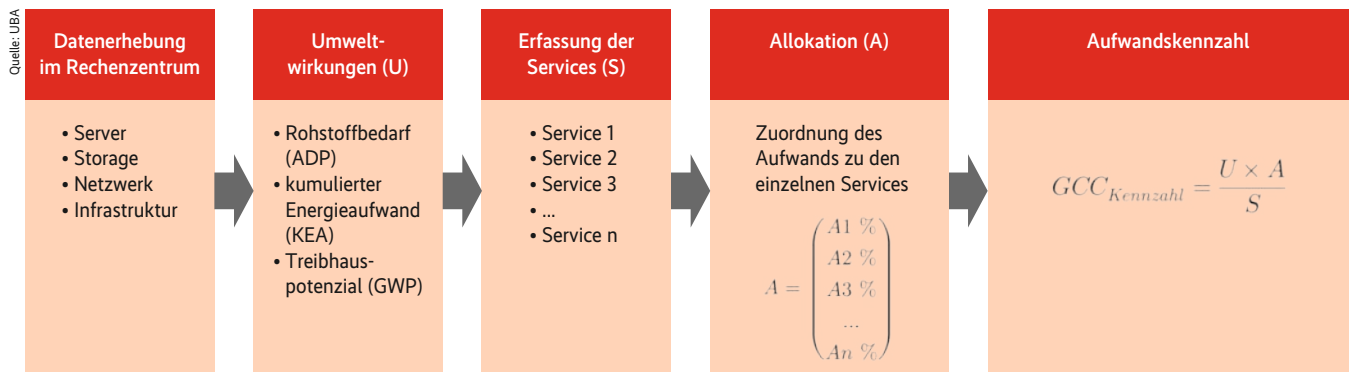 Quelle: UBA
Datenerhebung
im Rechenzentrum
• Server
• Storage
• Netzwerk
• Infrastruktur
Umwelt-
wirkungen (U)
• Rohstoffbedarf
(ADP)
• kumulierter
Energieaufwand
(KEA)
• Treibhaus-
potenzial (GWP)
Erfassung der
Services (S)
• Service 1
• Service 2
• Service 3
• ...
• Service n
Allokation (A)
Zuordnung des
Aufwands zu den
einzelnen Services
A1 %
A2 %
A = A3 %
...
An %
Aufwandskennzahl
GCC_Kennzahl = (U × A) / S